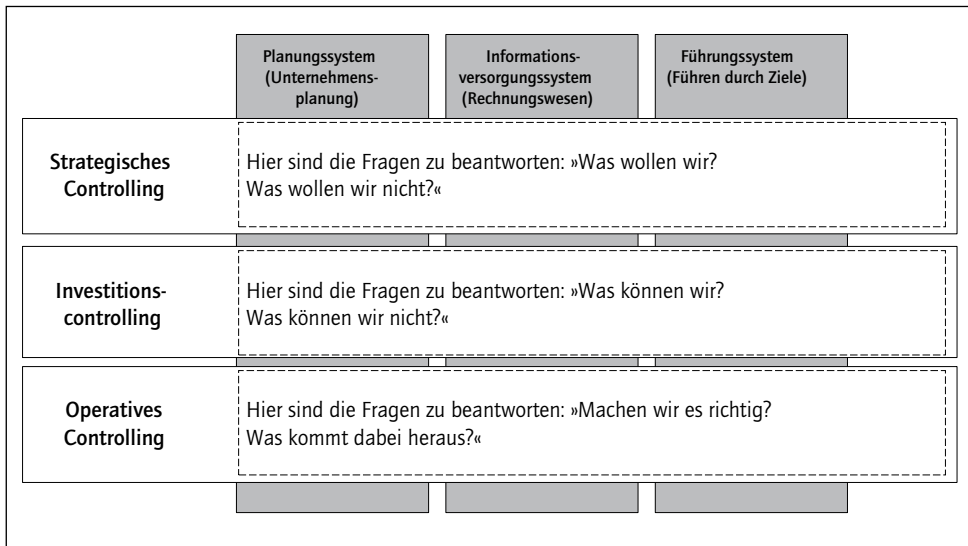 Planungssystem
(Unternehmens-
planung)
Informations-
versorgungssystem
(Rechnungswesen)
Führungssystem
(Führen durch Ziele)
Strategisches
Controlling
Hier sind die Fragen zu beantworten: »Was wollen wir?
Was wollen wir nicht?«
Investitions-
controlling
Hier sind die Fragen zu beantworten: »Was können wir?
Was können wir nicht?«
Operatives
Controlling
Hier sind die Fragen zu beantworten: »Machen wir es richtig?
Was kommt dabei heraus?«